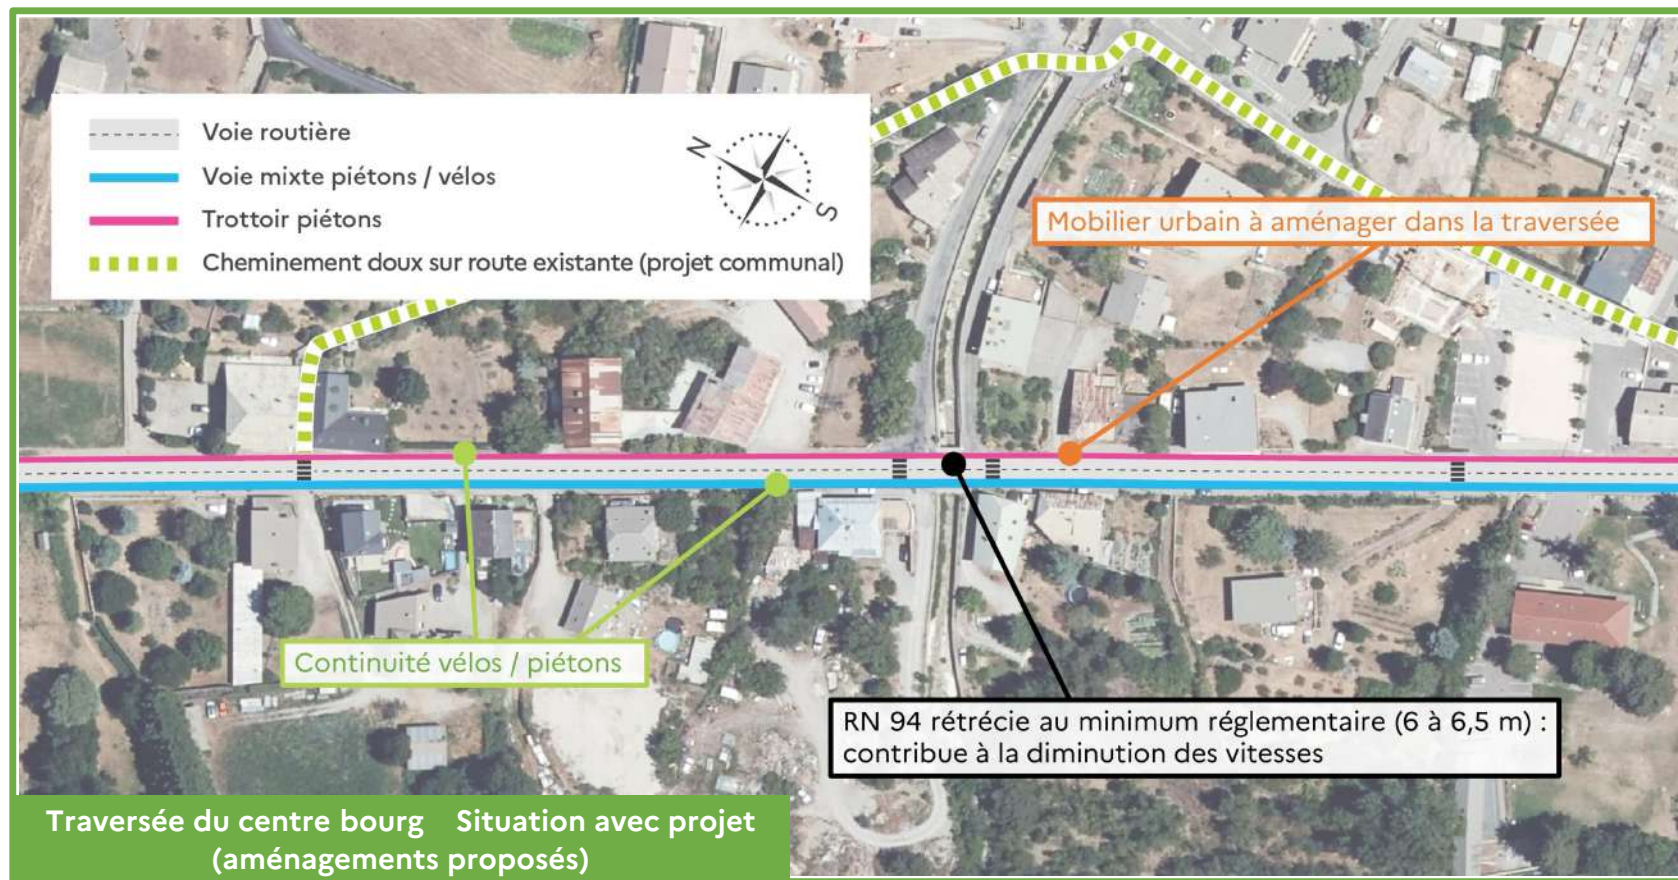 Voie routière
Voie mixte piétons / vélos
Trottoir piétons
Cheminement doux sur route existante (projet communal)
N
S
Mobilier urbain à aménager dans la traversée
Continuité vélos / piétons
RN 94 rétrécie au minimum réglementaire (6 à 6,5 m) :
contribue à la diminution des vitesses
Traversée du centre bourg Situation avec projet
(aménagements proposés)